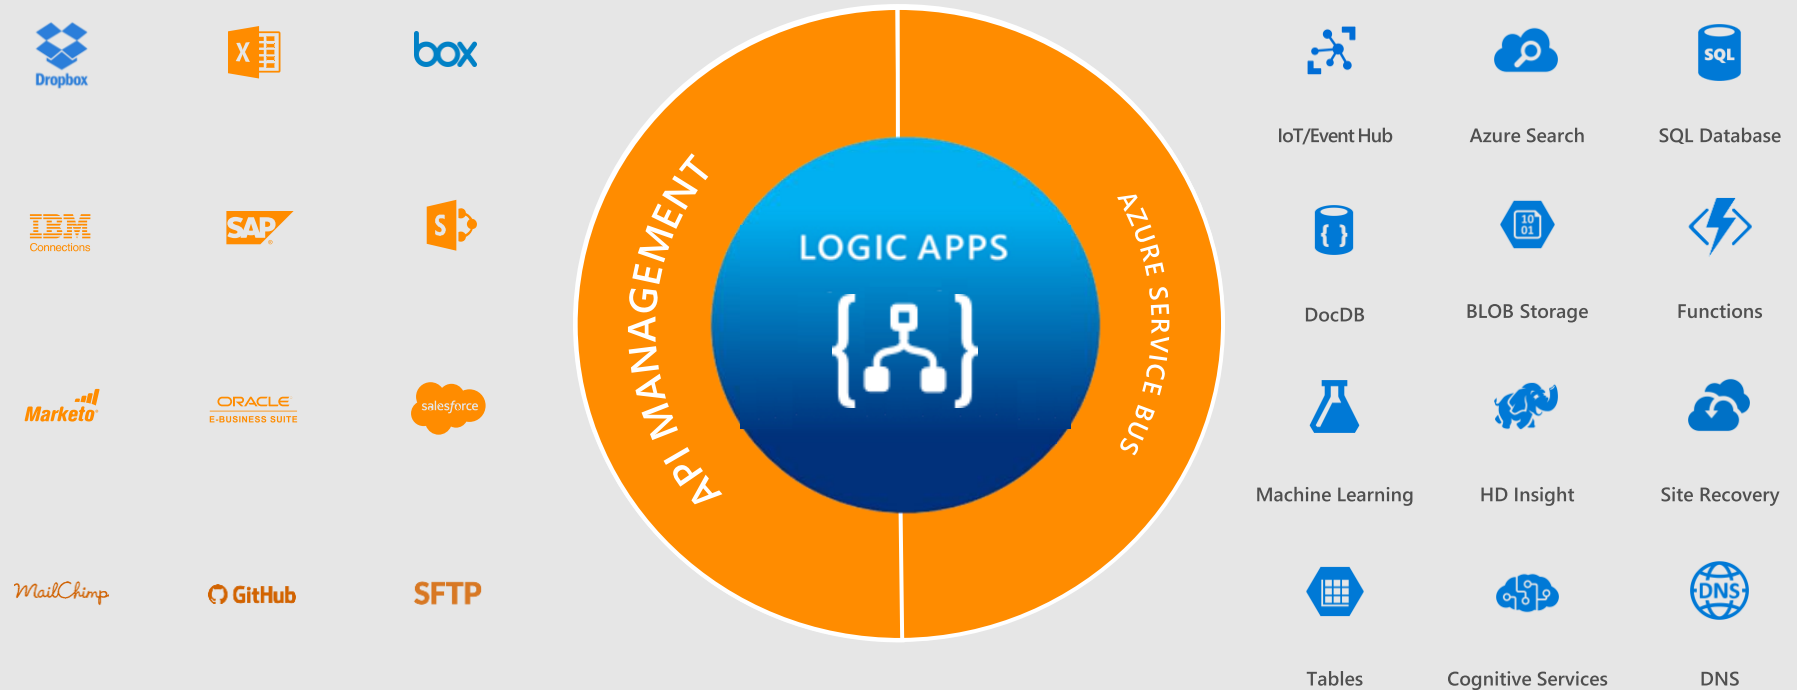 Dropbox
X
box
IBM
Connections
SAP
S
Marketo
ORACLE
E-BUSINESS SUITE
salesforce
MailChimp
GitHub
SFTP
API MANAGEMENT
LOGIC APPS
AZURE SERVICE BUS
IoT/Event Hub
Azure Search
SQL
SQL Database
DocDB
10
01
BLOB Storage
Functions
Machine Learning
HD Insight
Site Recovery
Tables
Cognitive Services
DNS
DNS